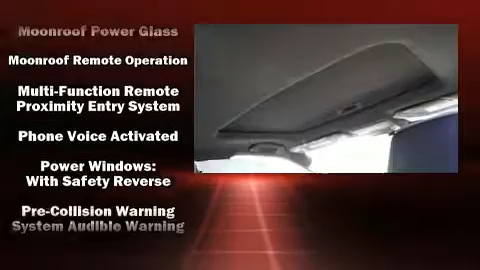 Moonroof Power Glass
Moonroof Remote Operation
Multi-Function Remote
Proximity Entry System
Phone Voice Activated
Power Windows:
With Safety Reverse
Pre-Collision Warning
System Audible Warning